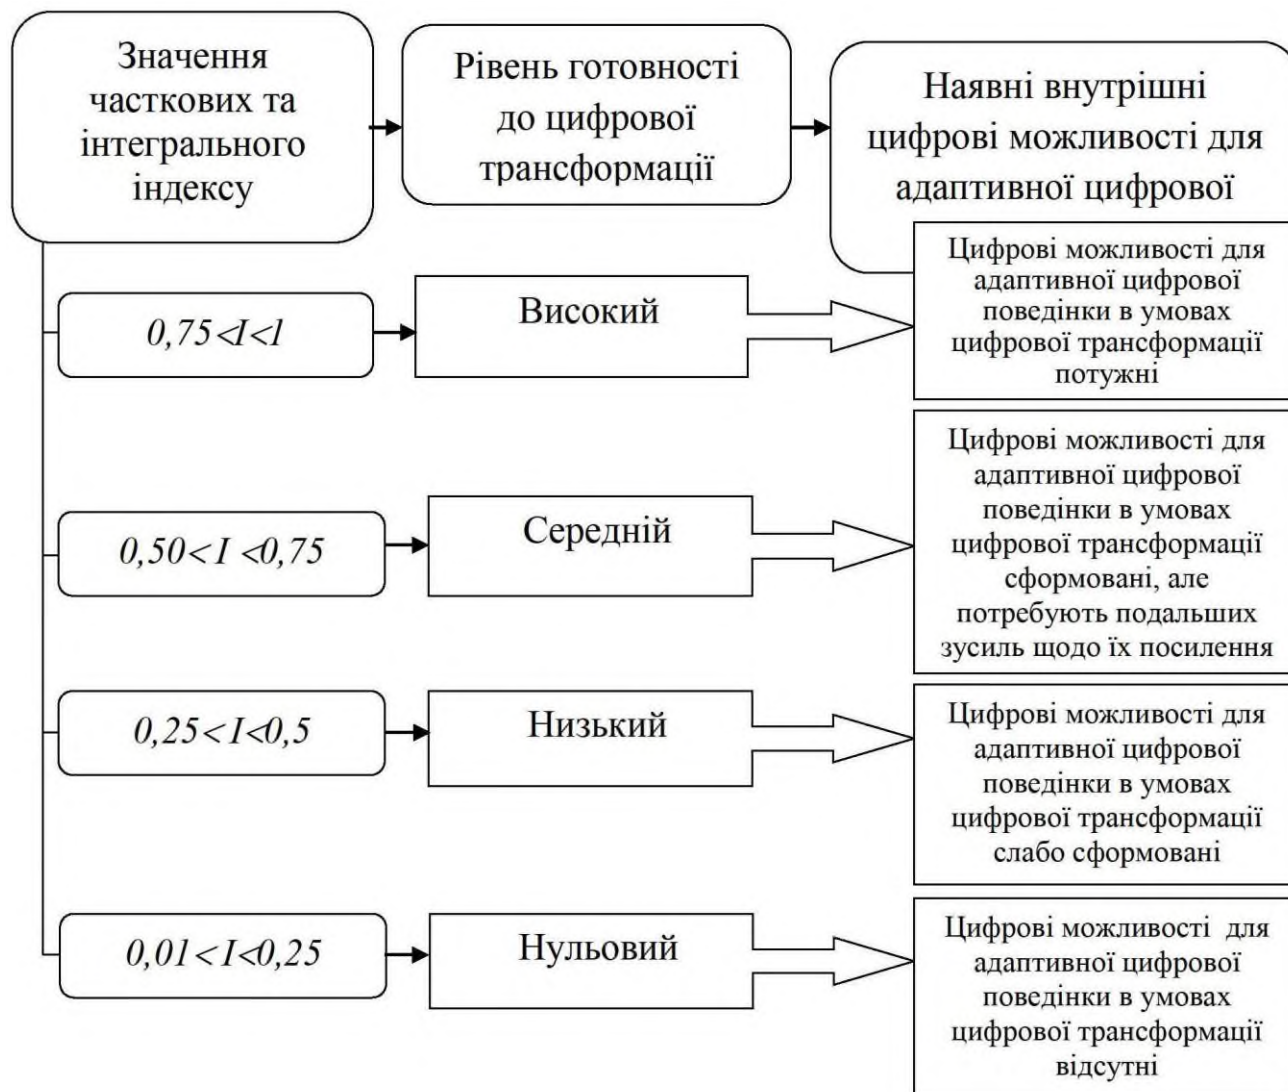 Значення
часткових та
інтегрального
індексу
Рівень готовності
до цифрової
трансформації
Наявні внутрішні
цифрові можливості для
адаптивної цифрової
0,75<I<1
Високий
Цифрові можливості для
адаптивної цифрової
поведінки в умовах
цифрової трансформації
потужні
0,50< I <0,75
Середній
Цифрові можливості для
адаптивної цифрової
поведінки в умовах
цифрової трансформації
сформовані, але
потребують подальших
зусиль щодо їх посилення
0,25< I<0,5
Низький
Цифрові можливості для
адаптивної цифрової
поведінки в умовах
цифрової трансформації
слабо сформовані
0,01< I<0,25
Нульовий
Цифрові можливості для
адаптивної цифрової
поведінки в умовах
цифрової трансформації
відсутні